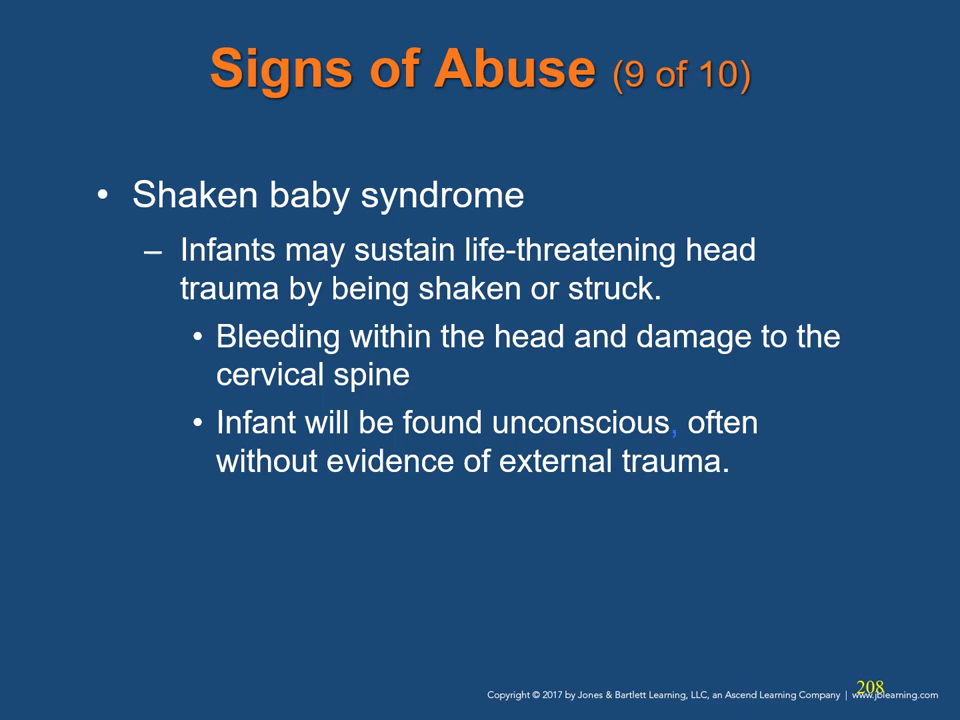 Signs of Abuse (9 of 10)
• Shaken baby syndrome
– Infants may sustain life-threatening head
trauma by being shaken or struck.
• Bleeding within the head and damage to the
cervical spine
• Infant will be found unconscious, often
without evidence of external trauma.
208
Copyright © 2017 by Jones & Bartlett Learning, LLC, an Ascend Learning Company | www.jblearning.com